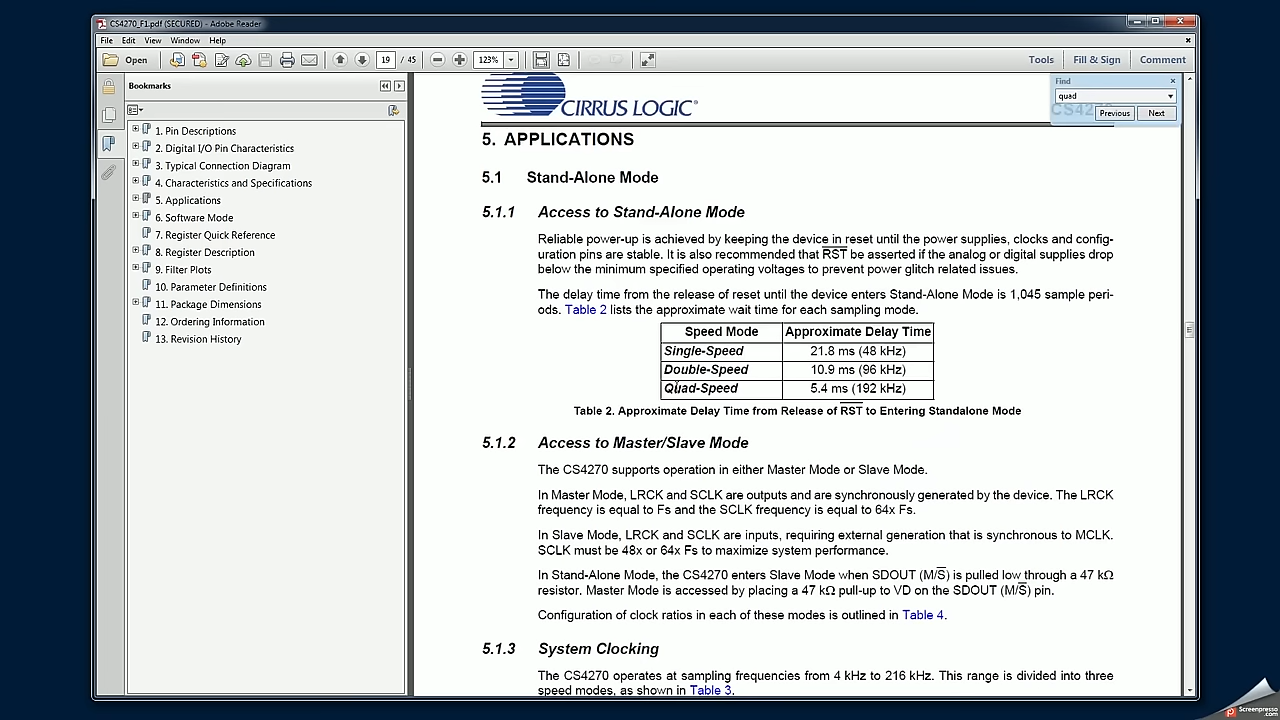 CS4270_F1.pdf (SECURED) - Adobe Reader
File Edit View Window Help
Open 19 / 45 123% Tools Fill & Sign Comment
Bookmarks
1. Pin Descriptions
2. Digital I/O Pin Characteristics
3. Typical Connection Diagram
4. Characteristics and Specifications
5. Applications
6. Software Mode
7. Register Quick Reference
8. Register Description
9. Filter Plots
10. Parameter Definitions
11. Package Dimensions
12. Ordering Information
13. Revision History
Find
quad
Previous Next
CIRRUS LOGIC®
5. APPLICATIONS
5.1 Stand-Alone Mode
5.1.1 Access to Stand-Alone Mode
Reliable power-up is achieved by keeping the device in reset until the power supplies, clocks and config-
uration pins are stable. It is also recommended that RST be asserted if the analog or digital supplies drop
below the minimum specified operating voltages to prevent power glitch related issues.
The delay time from the release of reset until the device enters Stand-Alone Mode is 1,045 sample peri-
ods. Table 2 lists the approximate wait time for each sampling mode.
Speed Mode Approximate Delay Time
Single-Speed 21.8 ms (48 kHz)
Double-Speed 10.9 ms (96 kHz)
Quad-Speed 5.4 ms (192 kHz)
Table 2. Approximate Delay Time from Release of RST to Entering Standalone Mode
5.1.2 Access to Master/Slave Mode
The CS4270 supports operation in either Master Mode or Slave Mode.
In Master Mode, LRCK and SCLK are outputs and are synchronously generated by the device. The LRCK
frequency is equal to Fs and the SCLK frequency is equal to 64x Fs.
In Slave Mode, LRCK and SCLK are inputs, requiring external generation that is synchronous to MCLK.
SCLK must be 48x or 64x Fs to maximize system performance.
In Stand-Alone Mode, the CS4270 enters Slave Mode when SDOUT (M/S) is pulled low through a 47 kΩ
resistor. Master Mode is accessed by placing a 47 kΩ pull-up to VD on the SDOUT (M/S) pin.
Configuration of clock ratios in each of these modes is outlined in Table 4.
5.1.3 System Clocking
The CS4270 operates at sampling frequencies from 4 kHz to 216 kHz. This range is divided into three
speed modes, as shown in Table 3.
Screenpresso
.com